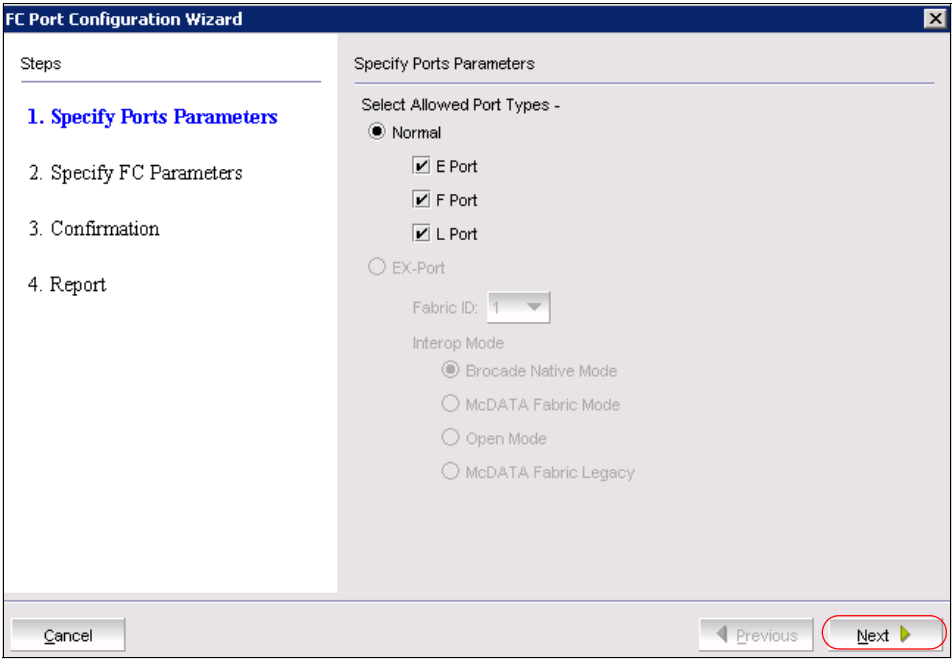 FC Port Configuration Wizard
Steps
1. Specify Ports Parameters
2. Specify FC Parameters
3. Confirmation
4. Report
Specify Ports Parameters
Select Allowed Port Types -
Normal
E Port
F Port
L Port
EX-Port
Fabric ID: 1
Interop Mode
Brocade Native Mode
McDATA Fabric Mode
Open Mode
McDATA Fabric Legacy
Cancel
Previous
Next